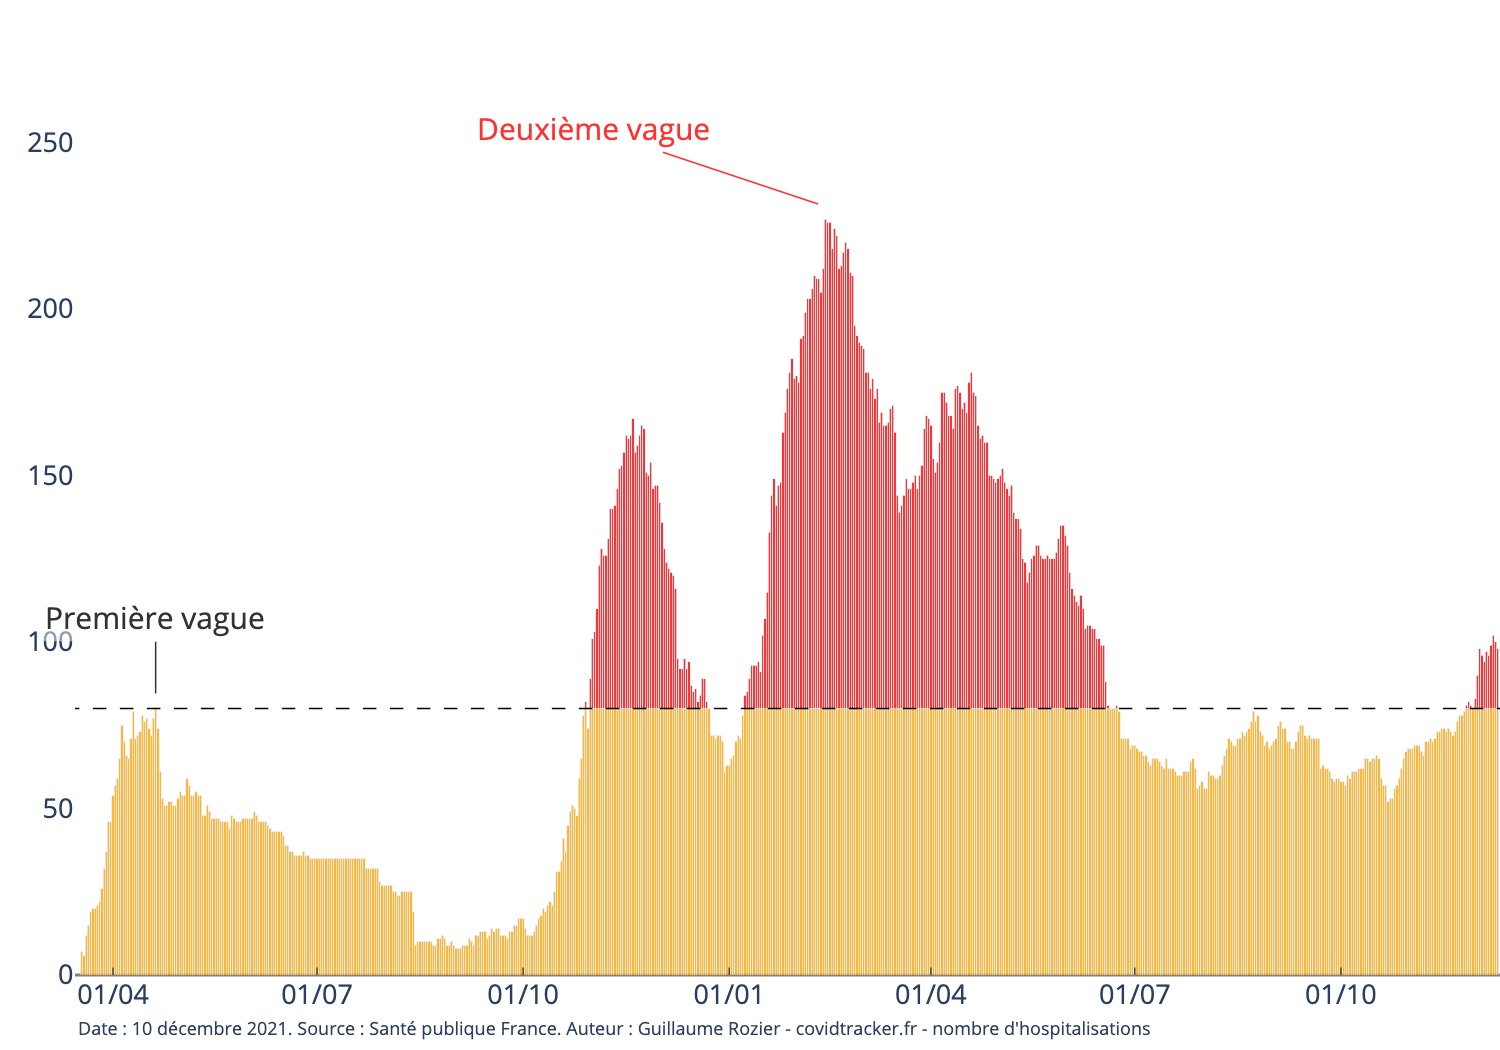 250
Deuxième vague
200
150
Première vague
100
50
0
01/04 01/07 01/10 01/01 01/04 01/07 01/10
Date : 10 décembre 2021. Source : Santé publique France. Auteur : Guillaume Rozier - covidtracker.fr - nombre d'hospitalisations